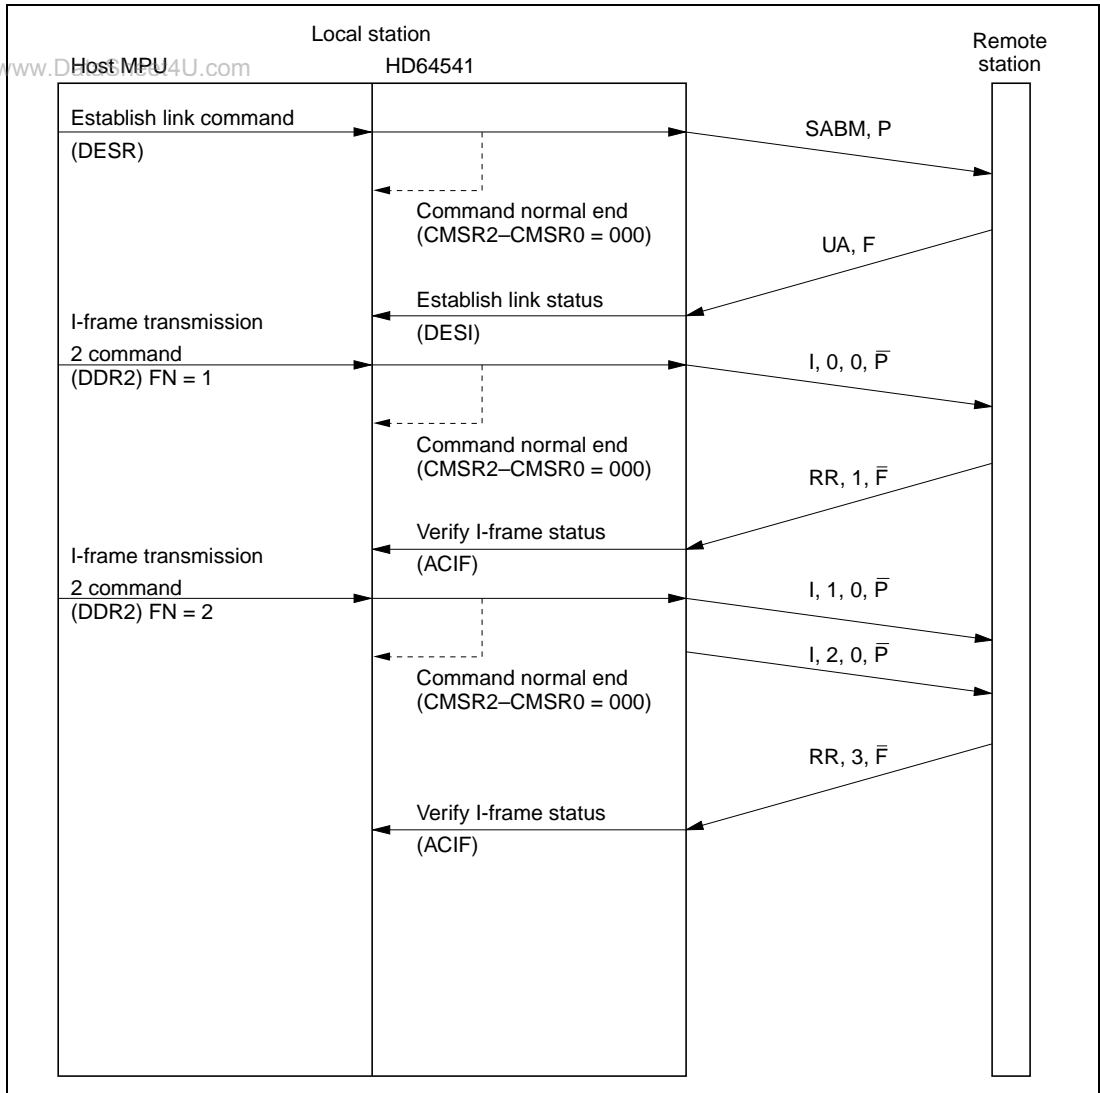 Local station
Remote
station
www.DataSheet4U.com
Host MPU
HD64541
Establish link command
(DESR)
SABM, P
Command normal end
(CMSR2–CMSR0 = 000)
UA, F
Establish link status
(DESI)
I-frame transmission
2 command
(DDR2) FN = 1
I, 0, 0, P̅
Command normal end
(CMSR2–CMSR0 = 000)
RR, 1, F̅
Verify I-frame status
(ACIF)
I-frame transmission
2 command
(DDR2) FN = 2
I, 1, 0, P̅
I, 2, 0, P̅
Command normal end
(CMSR2–CMSR0 = 000)
RR, 3, F̅
Verify I-frame status
(ACIF)